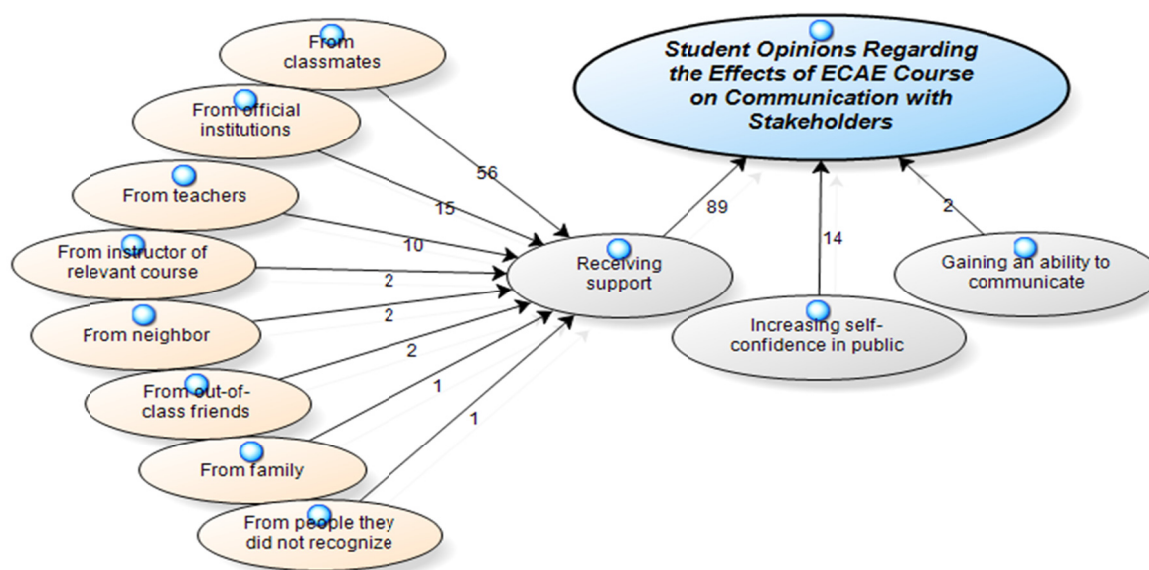 From
classmates
From official
institutions
From teachers
From instructor of
relevant course
From neighbor
From out-of-
class friends
From family
From people they
did not recognize
56
15
10
2
2
2
1
1
Receiving
support
89
14
2
Student Opinions Regarding
the Effects of ECAE Course
on Communication with
Stakeholders
Increasing self-
confidence in public
Gaining an ability to
communicate